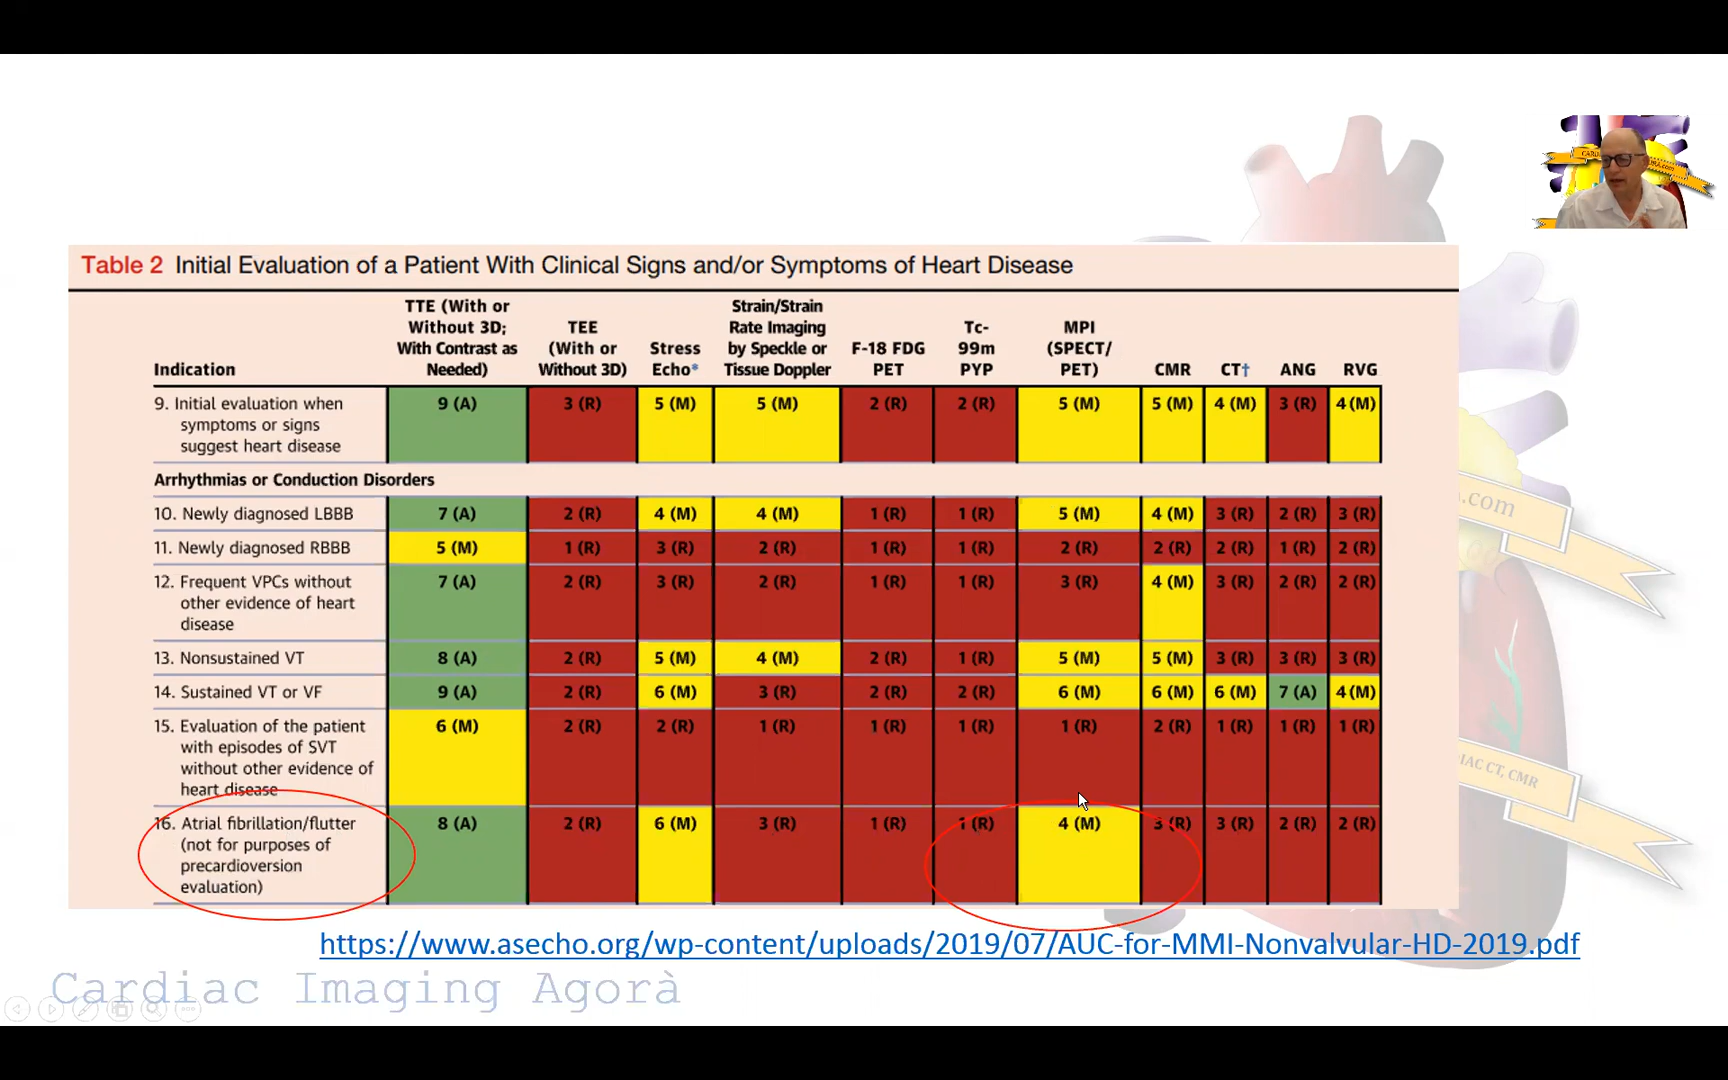 Table 2 Initial Evaluation of a Patient With Clinical Signs and/or Symptoms of Heart Disease
Indication
TTE (With or
Without 3D;
With Contrast as
Needed)
TEE
(With or
Without 3D)
Stress
Echo*
Strain/Strain
Rate Imaging
by Speckle or
Tissue Doppler
F-18 FDG
PET
Tc-
99m
PYP
MPI
(SPECT/
PET)
CMR
CT†
ANG
RVG
9. Initial evaluation when
symptoms or signs
suggest heart disease
9 (A) 3 (R) 5 (M) 5 (M) 2 (R) 2 (R) 5 (M) 5 (M) 4 (M) 3 (R) 4 (M)
Arrhythmias or Conduction Disorders
10. Newly diagnosed LBBB 7 (A) 2 (R) 4 (M) 4 (M) 1 (R) 1 (R) 5 (M) 4 (M) 3 (R) 2 (R) 3 (R)
11. Newly diagnosed RBBB 5 (M) 1 (R) 3 (R) 2 (R) 1 (R) 1 (R) 2 (R) 2 (R) 2 (R) 1 (R) 2 (R)
12. Frequent VPCs without
other evidence of heart
disease
7 (A) 2 (R) 3 (R) 2 (R) 1 (R) 1 (R) 3 (R) 4 (M) 3 (R) 2 (R) 2 (R)
13. Nonsustained VT 8 (A) 2 (R) 5 (M) 4 (M) 2 (R) 1 (R) 5 (M) 5 (M) 3 (R) 3 (R) 3 (R)
14. Sustained VT or VF 9 (A) 2 (R) 6 (M) 3 (R) 2 (R) 2 (R) 6 (M) 6 (M) 6 (M) 7 (A) 4 (M)
15. Evaluation of the patient
with episodes of SVT
without other evidence of
heart disease
6 (M) 2 (R) 2 (R) 1 (R) 1 (R) 1 (R) 1 (R) 2 (R) 1 (R) 1 (R) 1 (R)
16. Atrial fibrillation/flutter
(not for purposes of
precardioversion
evaluation)
8 (A) 2 (R) 6 (M) 3 (R) 1 (R) 1 (R) 4 (M) 3 (R) 3 (R) 2 (R) 2 (R)
.com
IAC CT, CMR
https://www.asecho.org/wp-content/uploads/2019/07/AUC-for-MMI-Nonvalvular-HD-2019.pdf
Cardiac Imaging Agorà